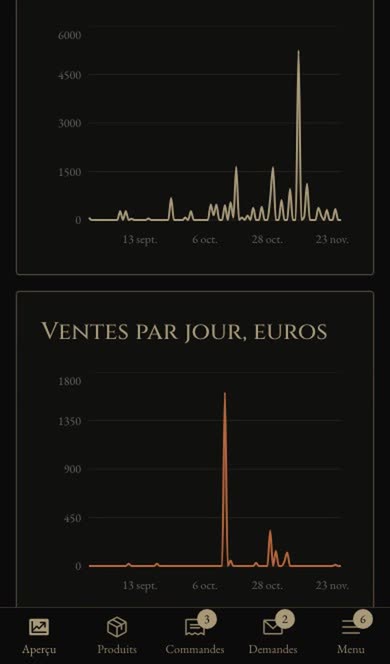 6000
4500
3000
1500
0
13 sept. 6 oct. 28 oct. 23 nov.
Ventes par jour, euros
1800
1350
900
450
0
13 sept. 6 oct. 28 oct. 23 nov.
3 2 6
Aperçu Produits Commandes Demandes Menu